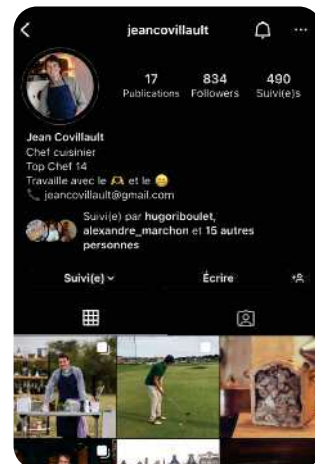 jeancovillault
17 834 490
Publications Followers Suivi(e)s
Jean Covillault
Chef cuisinier
Top Chef 14
Travaille avec le 🫶 et le 😄
📞 jeancovillault@gmail.com
Suivi(e) par hugoriboulet,
alexandre_marchon et 15 autres
personnes
Suivi(e) Écrire